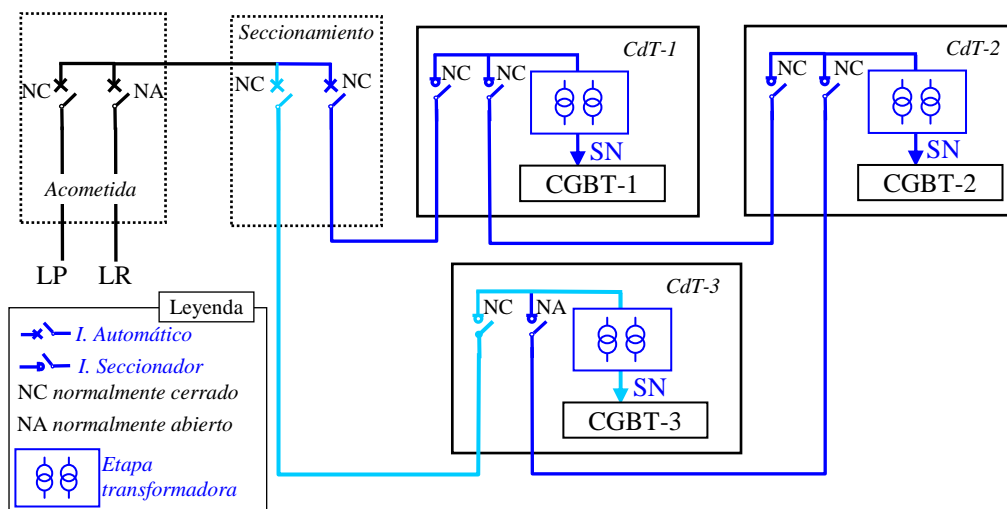 Seccionamiento
CdT-1
CdT-2
NC
NA
NC
NC
NC
NC
NC
NC
SN
SN
CGBT-1
CGBT-2
Acometida
LP
LR
CdT-3
NC
NA
SN
CGBT-3
Leyenda
I. Automático
I. Seccionador
NC normalmente cerrado
NA normalmente abierto
Etapa
transformadora